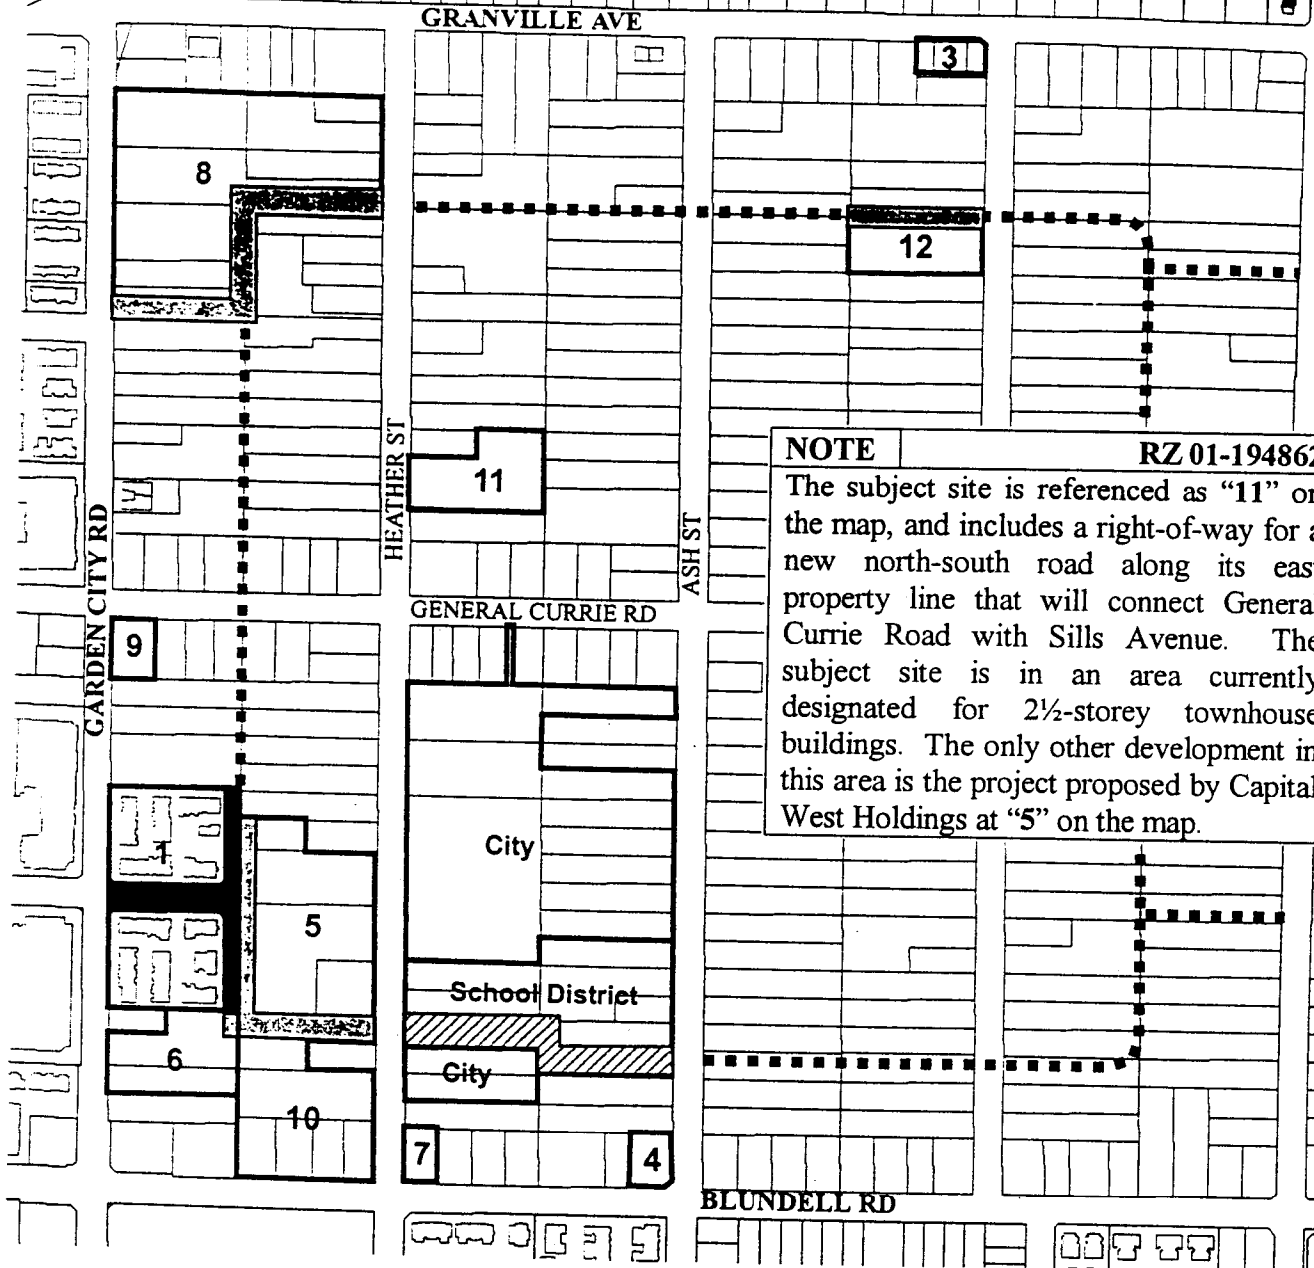 GRANVILLE AVE
3
8
12
HEATHER ST
11
NOTE RZ 01-194862
The subject site is referenced as “11” on
the map, and includes a right-of-way for a
new north-south road along its east
property line that will connect General
Currie Road with Sills Avenue. The
subject site is in an area currently
designated for 2½-storey townhouse
buildings. The only other development in
this area is the project proposed by Capital
West Holdings at “5” on the map.
ASH ST
GARDEN CITY RD
GENERAL CURRIE RD
9
1
City
5
School District
6
City
10
7
4
BLUNDELL RD